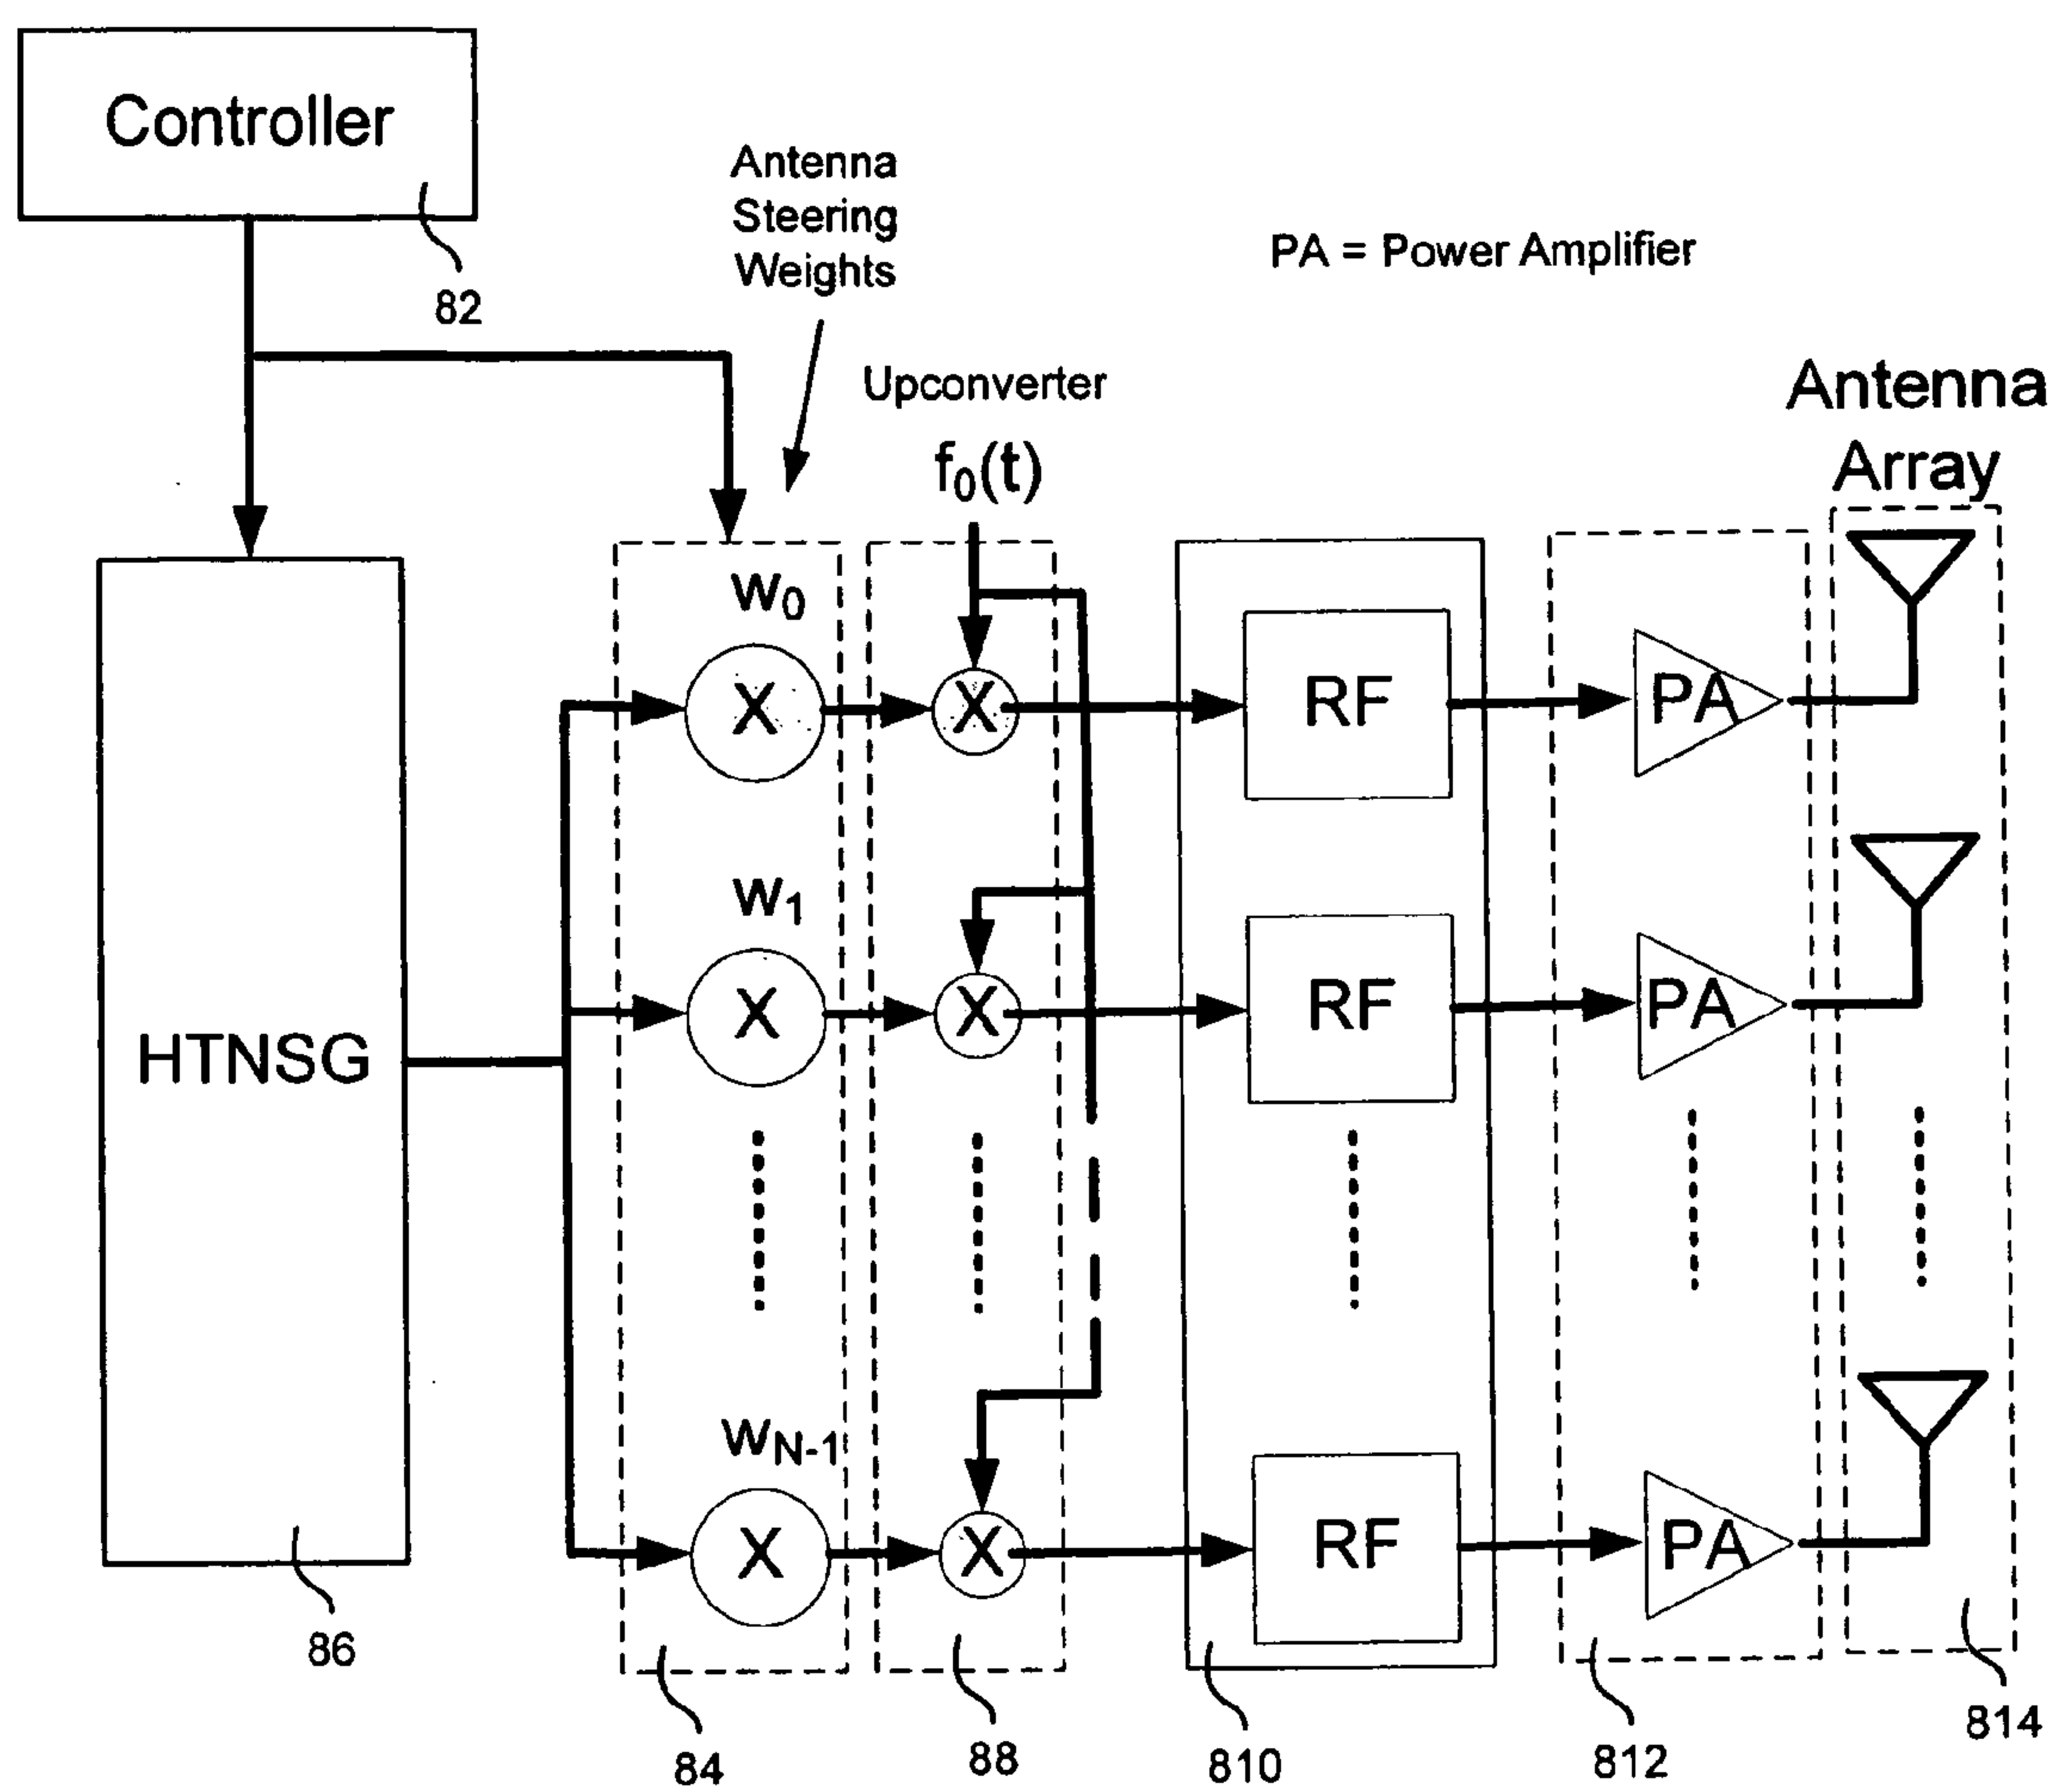 Controller
82
Antenna
Steering
Weights
PA = Power Amplifier
Upconverter
f0(t)
Antenna
Array
W0
X
X
RF
PA
W1
X
X
RF
PA
HTNSG
WN-1
X
X
RF
PA
86
84
88
810
812
814